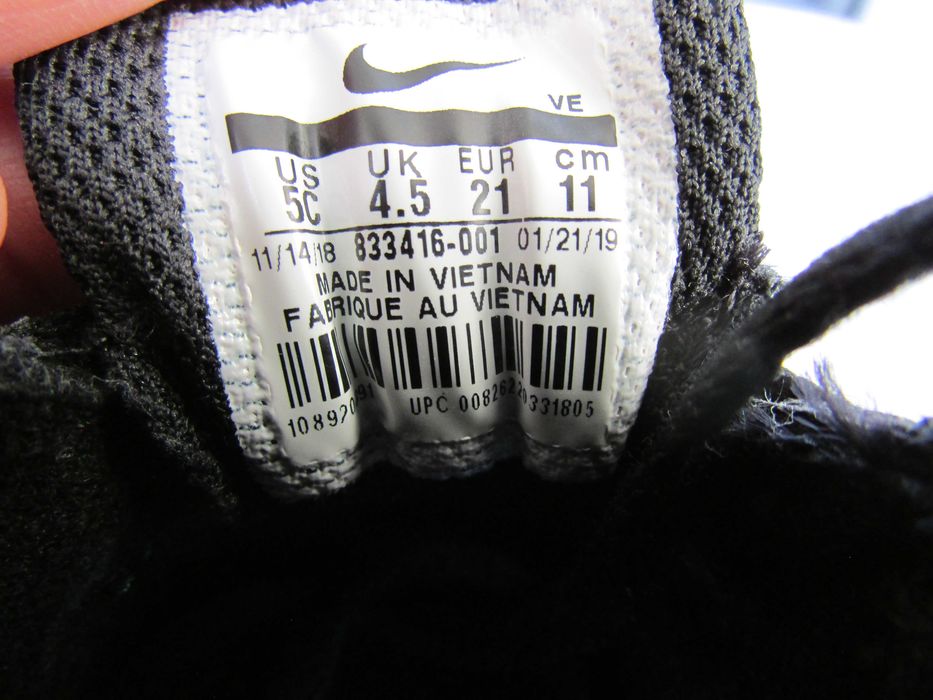 VE
US UK EUR cm
5C 4.5 21 11
11/14/18 833416-001 01/21/19
MADE IN VIETNAM
FABRIQUE AU VIETNAM
UPC